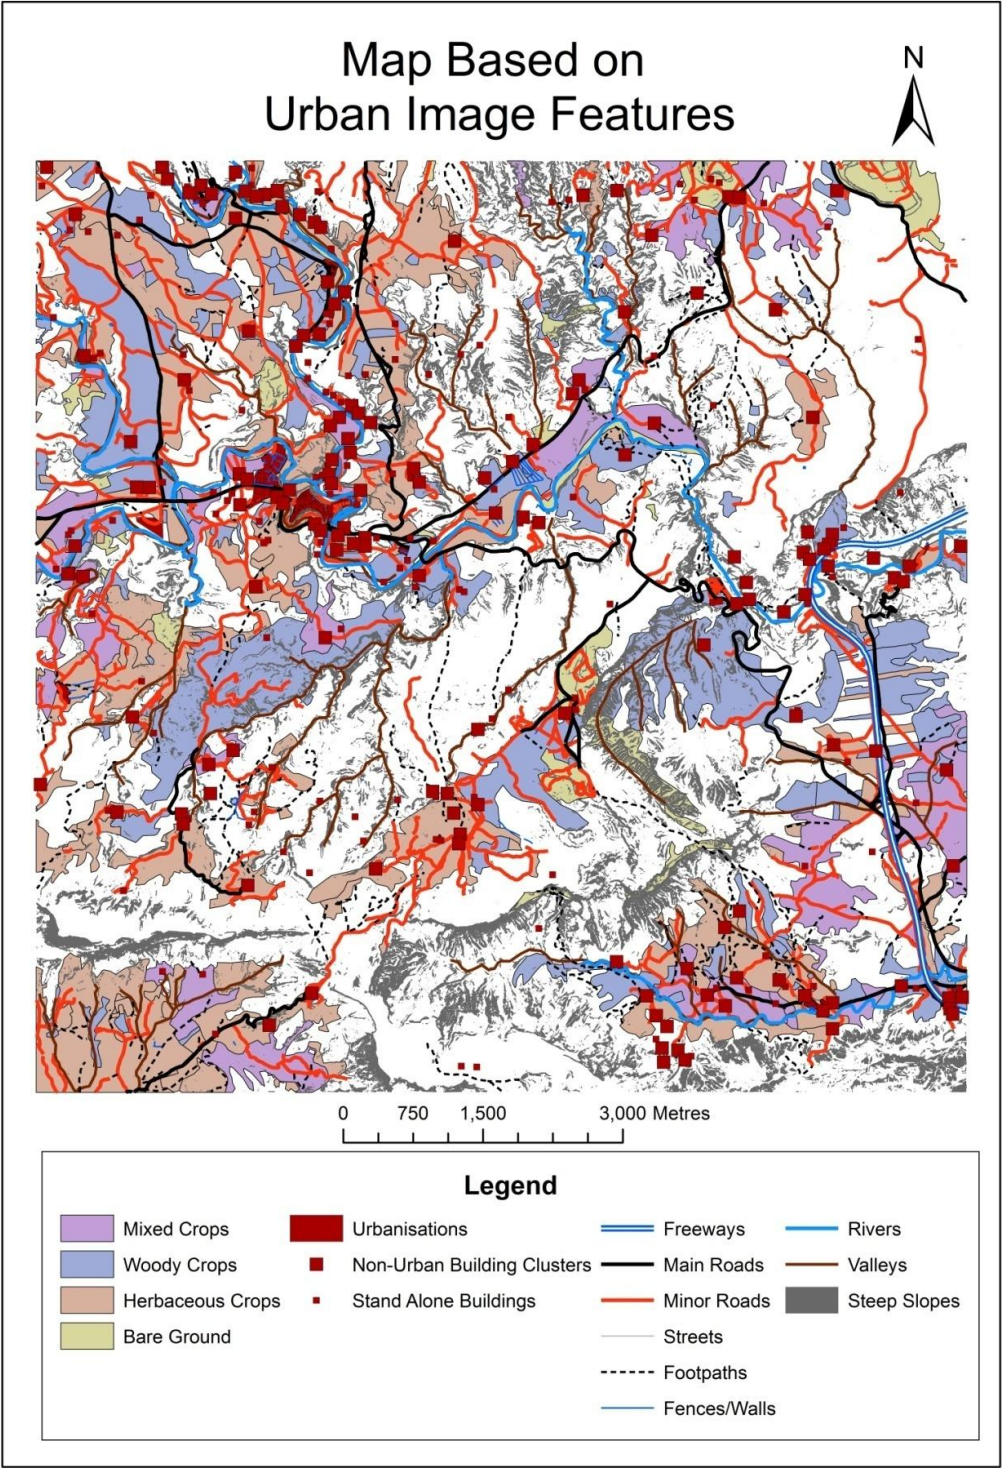 Map Based on
Urban Image Features
N
0 750 1,500 3,000 Metres
Legend
Mixed Crops
Woody Crops
Herbaceous Crops
Bare Ground
Urbanisations
Non-Urban Building Clusters
Stand Alone Buildings
Freeways
Main Roads
Minor Roads
Streets
Footpaths
Fences/Walls
Rivers
Valleys
Steep Slopes